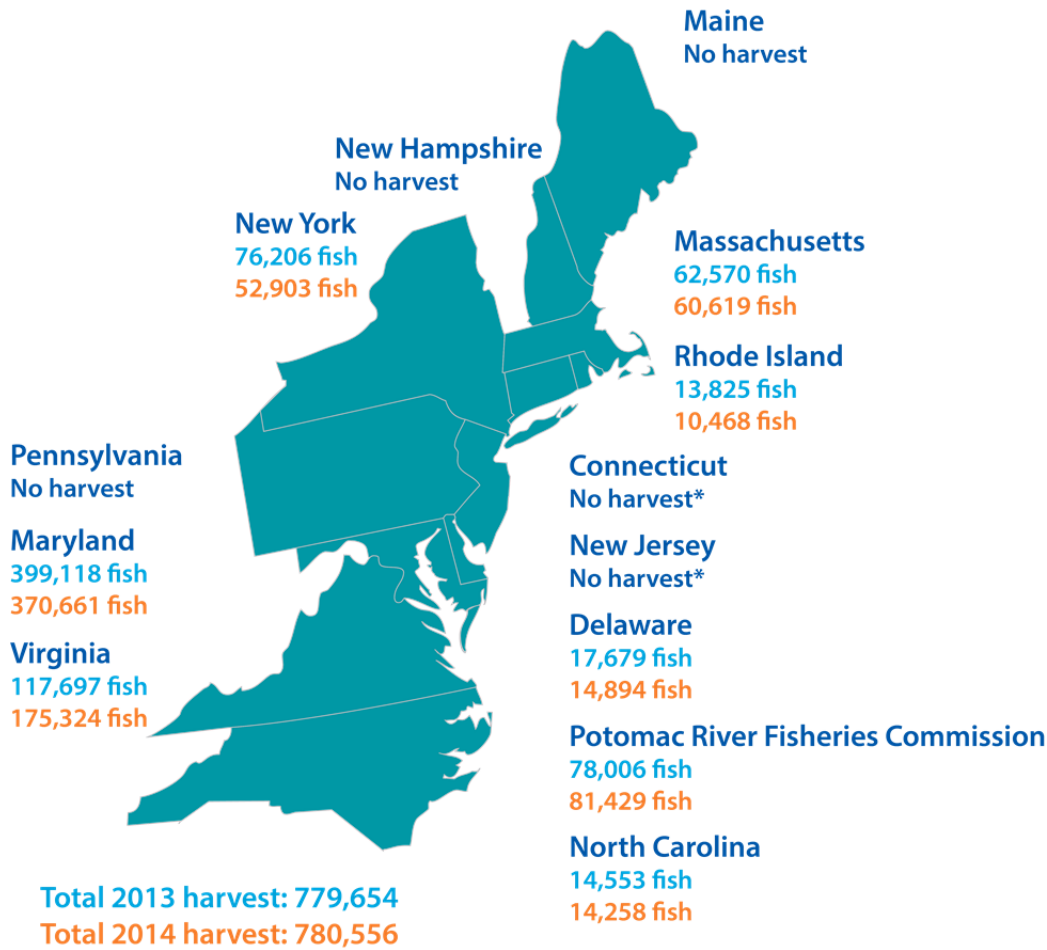 Maine
No harvest
New Hampshire
No harvest
New York
76,206 fish
52,903 fish
Massachusetts
62,570 fish
60,619 fish
Rhode Island
13,825 fish
10,468 fish
Pennsylvania
No harvest
Connecticut
No harvest*
Maryland
399,118 fish
370,661 fish
New Jersey
No harvest*
Virginia
117,697 fish
175,324 fish
Delaware
17,679 fish
14,894 fish
Potomac River Fisheries Commission
78,006 fish
81,429 fish
North Carolina
14,553 fish
14,258 fish
Total 2013 harvest: 779,654
Total 2014 harvest: 780,556